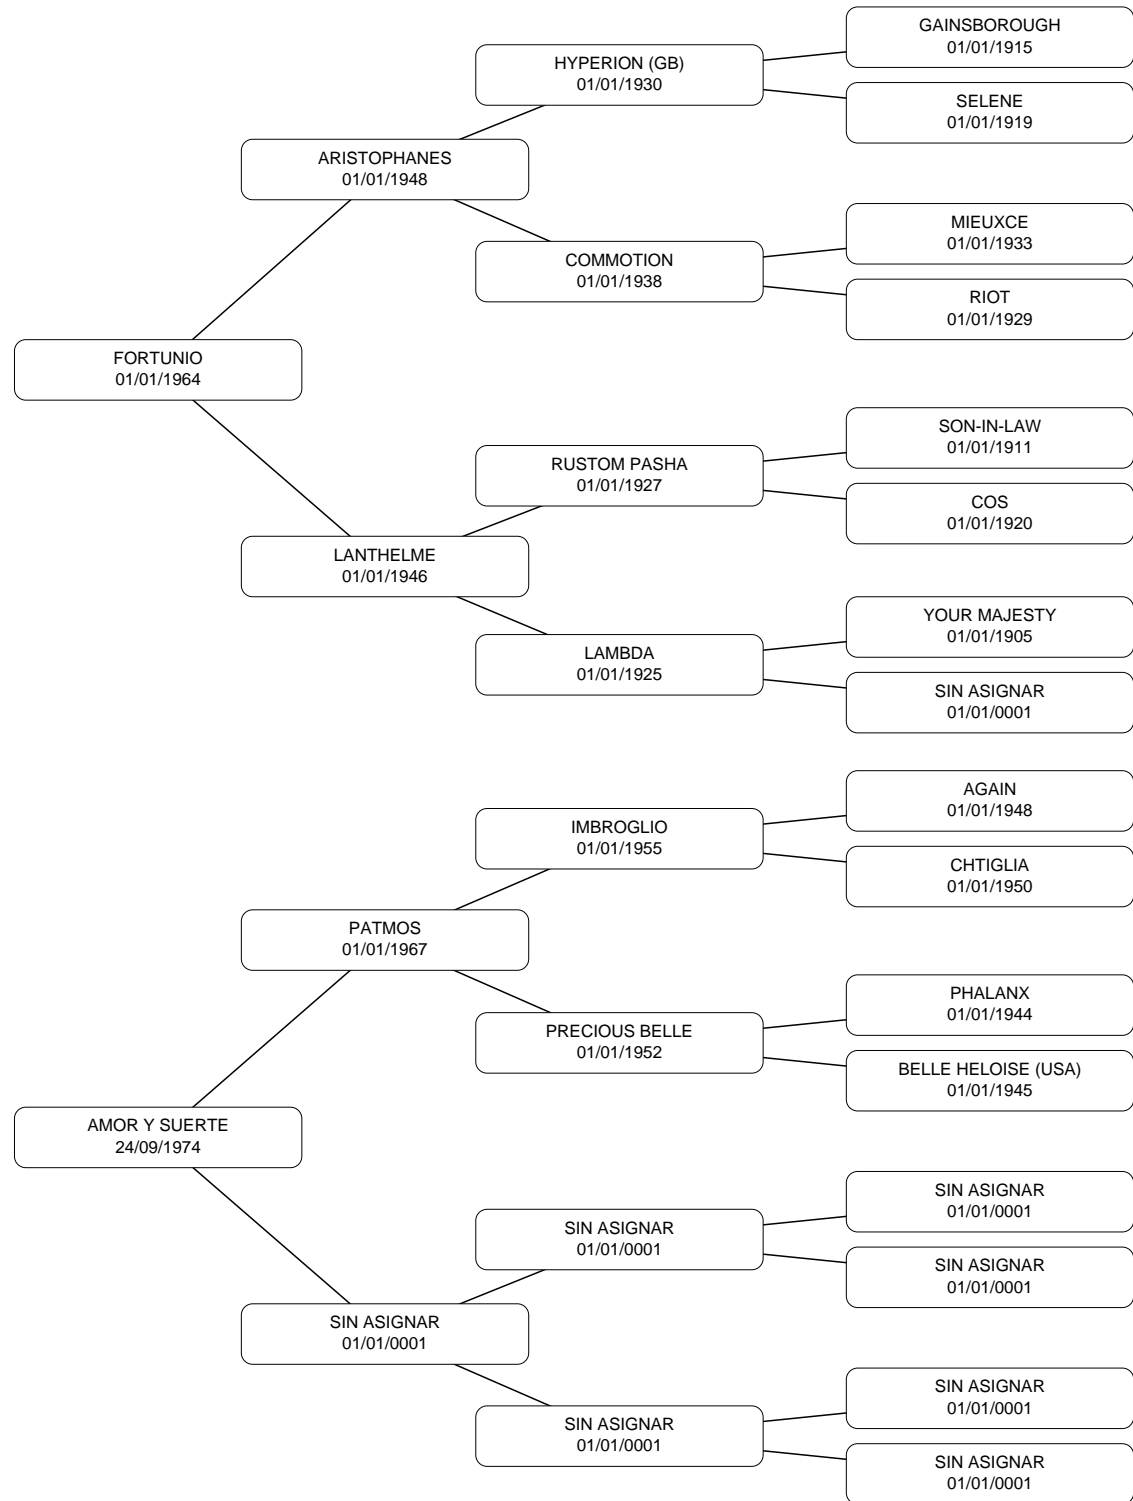 GAINSBOROUGH
01/01/1915
HYPERION (GB)
01/01/1930
SELENE
01/01/1919
ARISTOPHANES
01/01/1948
MIEUXCE
01/01/1933
COMMOTION
01/01/1938
RIOT
01/01/1929
FORTUNIO
01/01/1964
SON-IN-LAW
01/01/1911
RUSTOM PASHA
01/01/1927
COS
01/01/1920
LANTHELME
01/01/1946
YOUR MAJESTY
01/01/1905
LAMBDA
01/01/1925
SIN ASIGNAR
01/01/0001
AGAIN
01/01/1948
IMBROGLIO
01/01/1955
CHTIGLIA
01/01/1950
PATMOS
01/01/1967
PHALANX
01/01/1944
PRECIOUS BELLE
01/01/1952
BELLE HELOISE (USA)
01/01/1945
AMOR Y SUERTE
24/09/1974
SIN ASIGNAR
01/01/0001
SIN ASIGNAR
01/01/0001
SIN ASIGNAR
01/01/0001
SIN ASIGNAR
01/01/0001
SIN ASIGNAR
01/01/0001
SIN ASIGNAR
01/01/0001
SIN ASIGNAR
01/01/0001